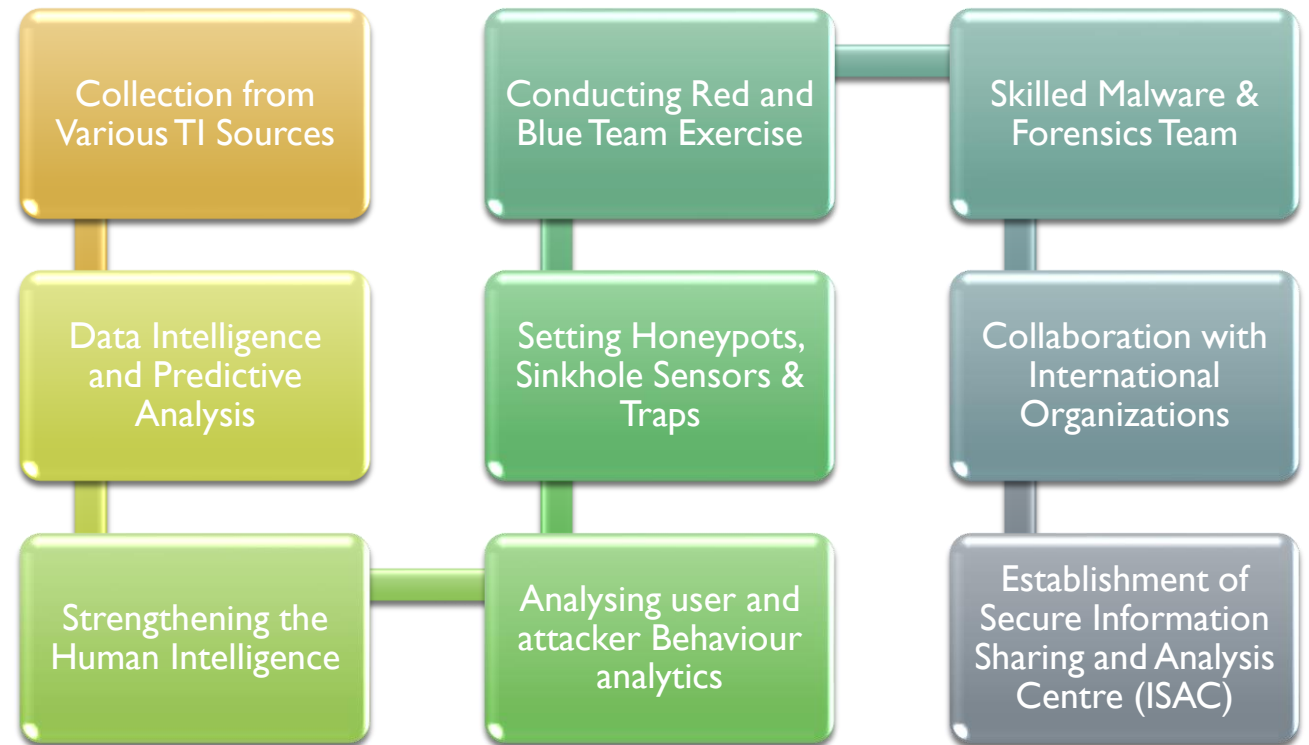 Collection from
Various TI Sources
Data Intelligence
and Predictive
Analysis
Strengthening the
Human Intelligence
Analysing user and
attacker Behaviour
analytics
Setting Honeypots,
Sinkhole Sensors &
Traps
Conducting Red and
Blue Team Exercise
Skilled Malware &
Forensics Team
Collaboration with
International
Organizations
Establishment of
Secure Information
Sharing and Analysis
Centre (ISAC)